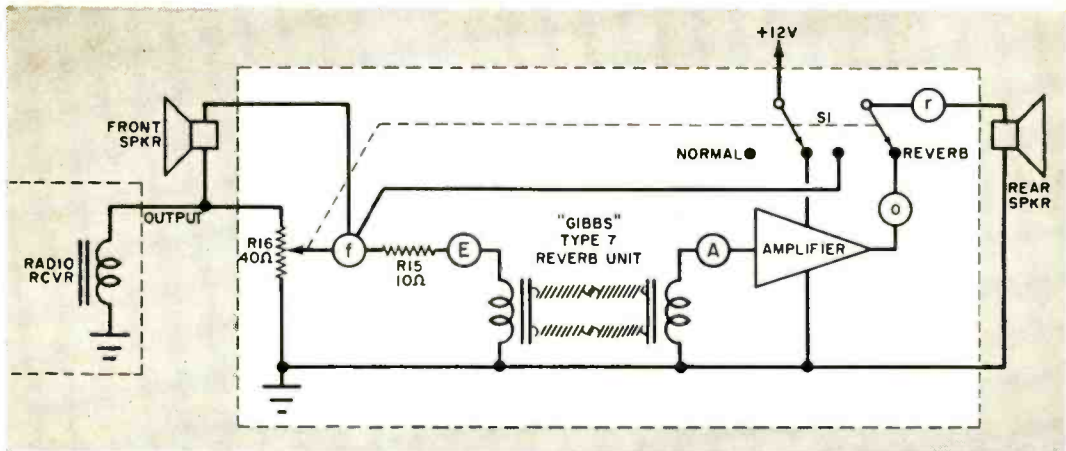 +12V
FRONT
SPKR
S1
r
NORMAL
REVERB
REAR
SPKR
OUTPUT
R16
40Ω
f
R15
10Ω
E
"GIBBS"
TYPE 7
REVERB UNIT
A
AMPLIFIER
o
RADIO
RCVR